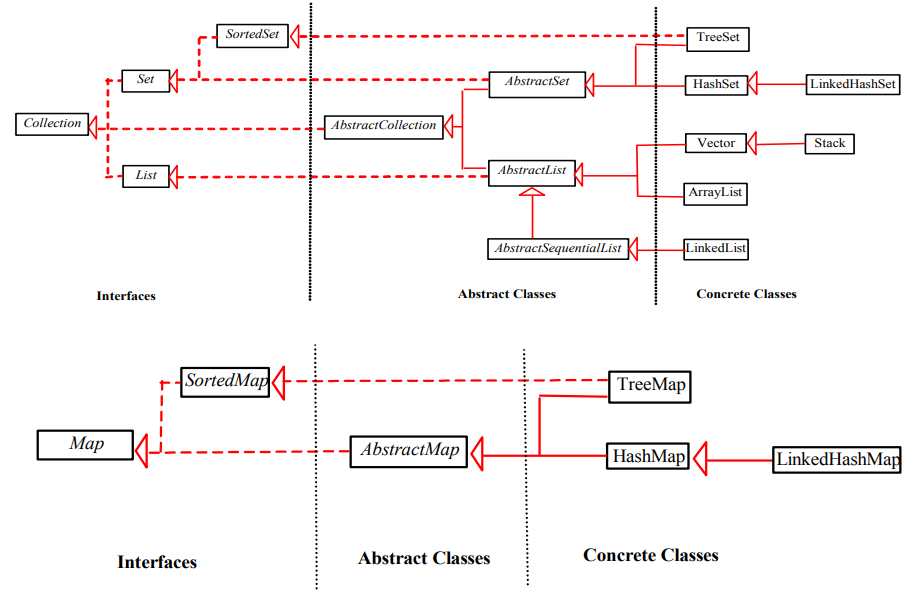 SortedSet
TreeSet
Set
AbstractSet
HashSet
LinkedHashSet
Collection
AbstractCollection
Vector
Stack
List
AbstractList
ArrayList
AbstractSequentialList
LinkedList
Interfaces
Abstract Classes
Concrete Classes
SortedMap
TreeMap
Map
AbstractMap
HashMap
LinkedHashMap
Interfaces
Abstract Classes
Concrete Classes